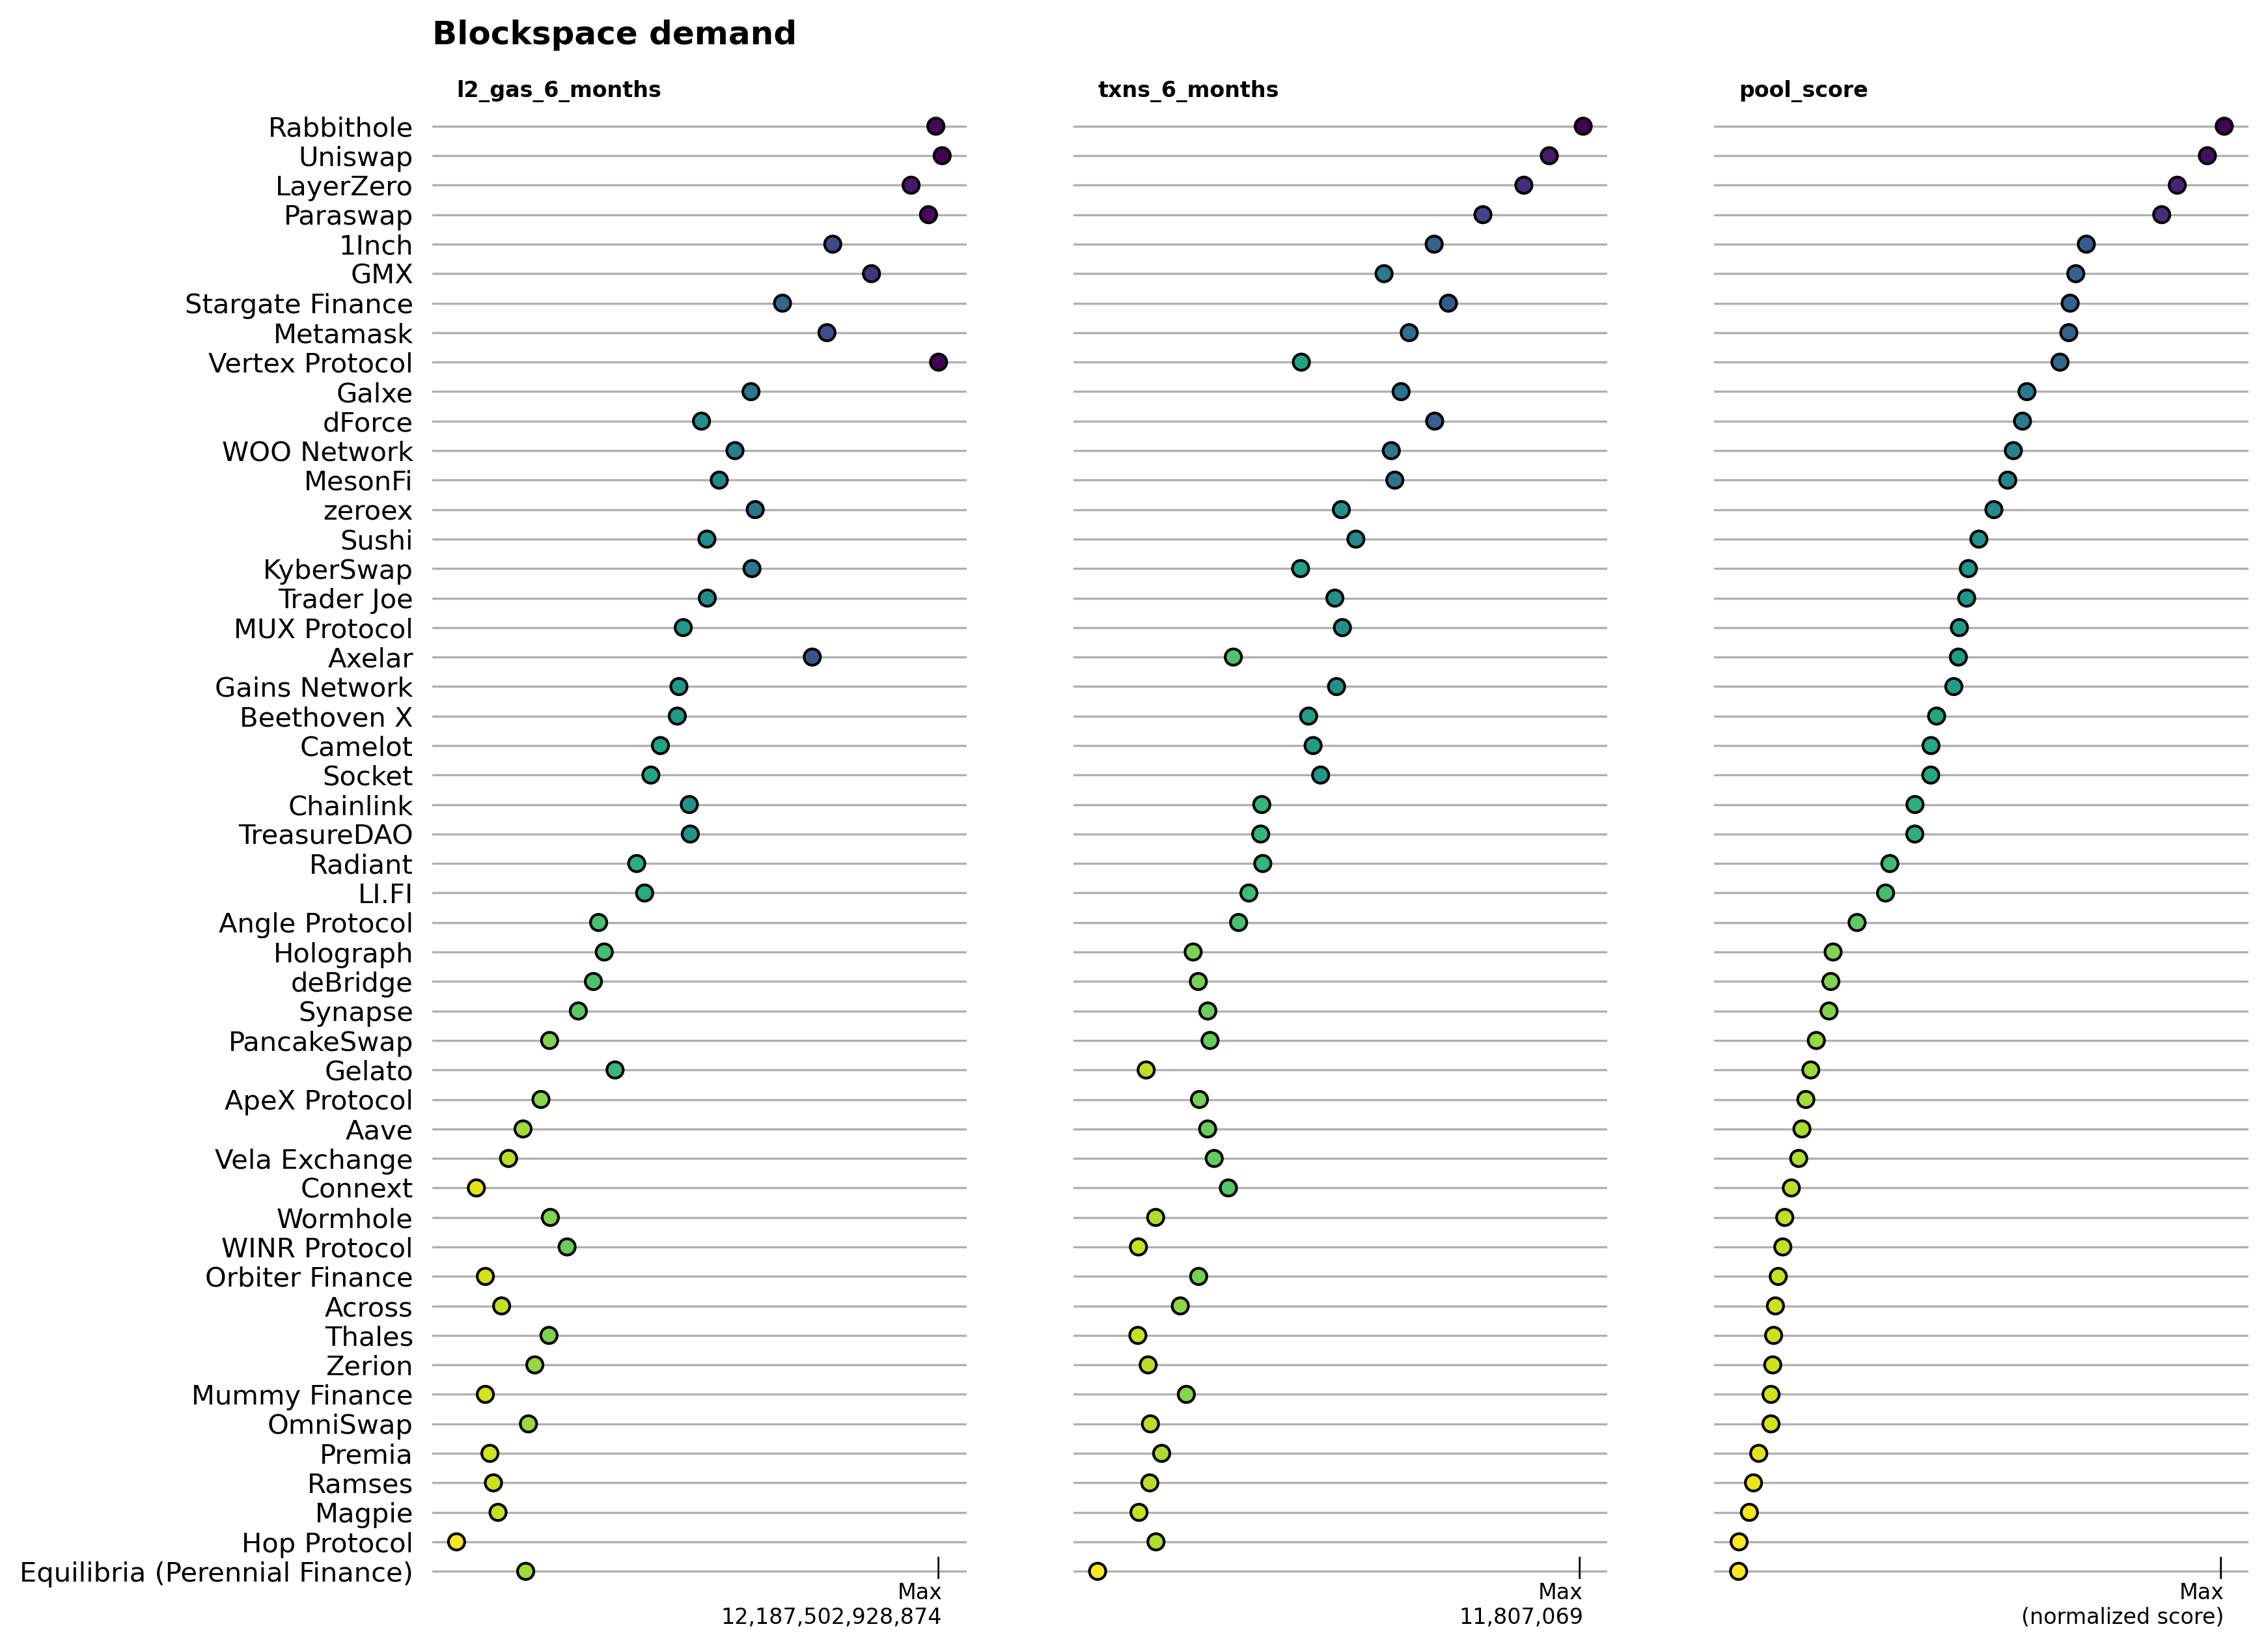 Blockspace demand
l2_gas_6_months
txns_6_months
pool_score
Rabbithole
Uniswap
LayerZero
Paraswap
1Inch
GMX
Stargate Finance
Metamask
Vertex Protocol
Galxe
dForce
WOO Network
MesonFi
zeroex
Sushi
KyberSwap
Trader Joe
MUX Protocol
Axelar
Gains Network
Beethoven X
Camelot
Socket
Chainlink
TreasureDAO
Radiant
LI.FI
Angle Protocol
Holograph
deBridge
Synapse
PancakeSwap
Gelato
ApeX Protocol
Aave
Vela Exchange
Connext
Wormhole
WINR Protocol
Orbiter Finance
Across
Thales
Zerion
Mummy Finance
OmniSwap
Premia
Ramses
Magpie
Hop Protocol
Equilibria (Perennial Finance)
Max
12,187,502,928,874
Max
11,807,069
Max
(normalized score)